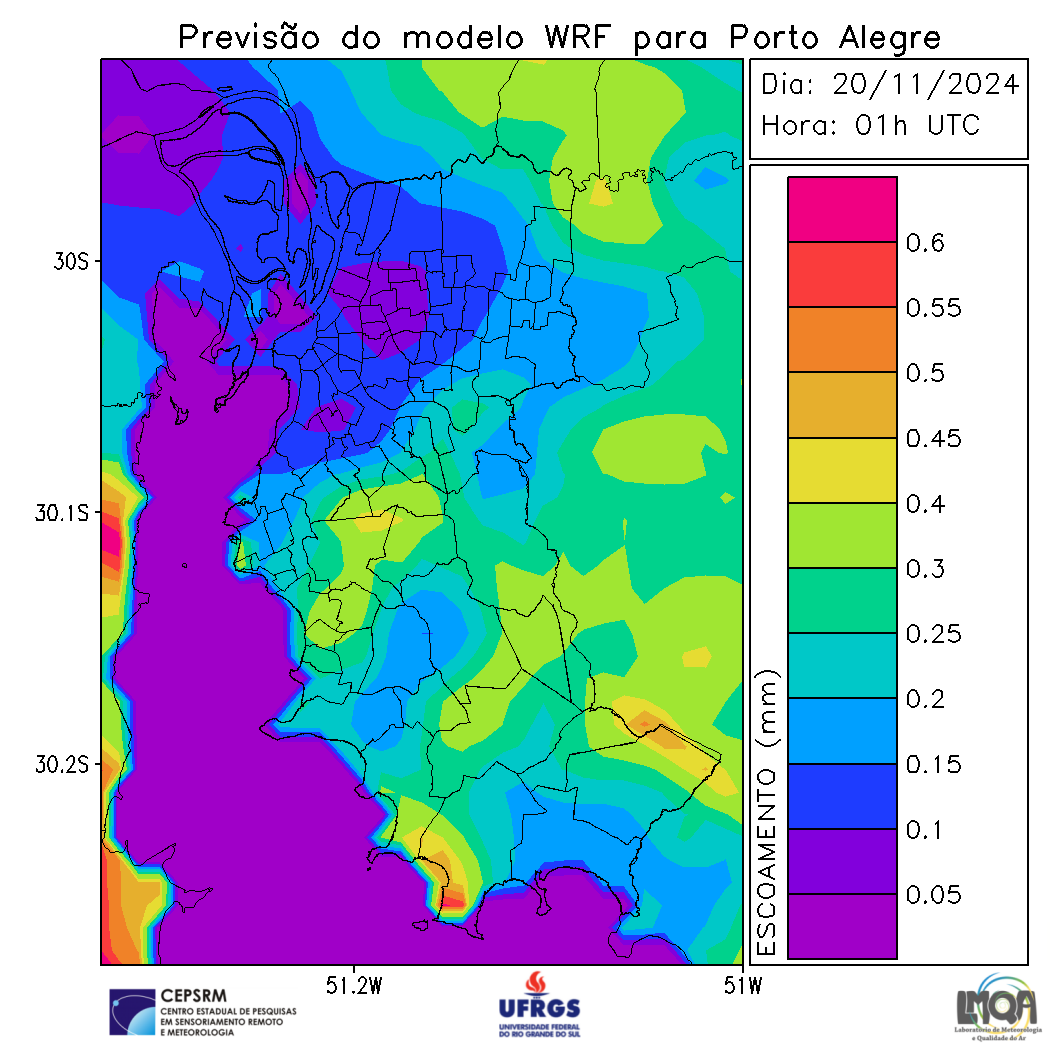 Previsão do modelo WRF para Porto Alegre
Dia: 20/11/2024
Hora: 01h UTC
30S
30.1S
30.2S
51.2W
51W
ESCOAMENTO (mm)
0.6
0.55
0.5
0.45
0.4
0.3
0.25
0.2
0.15
0.1
0.05
CEPSRM
CENTRO ESTADUAL DE PESQUISAS
EM SENSORIAMENTO REMOTO
E METEOROLOGIA
UFRGS
UNIVERSIDADE FEDERAL
DO RIO GRANDE DO SUL
LMQA
Laboratório de Meteorologia
e Qualidade do Ar